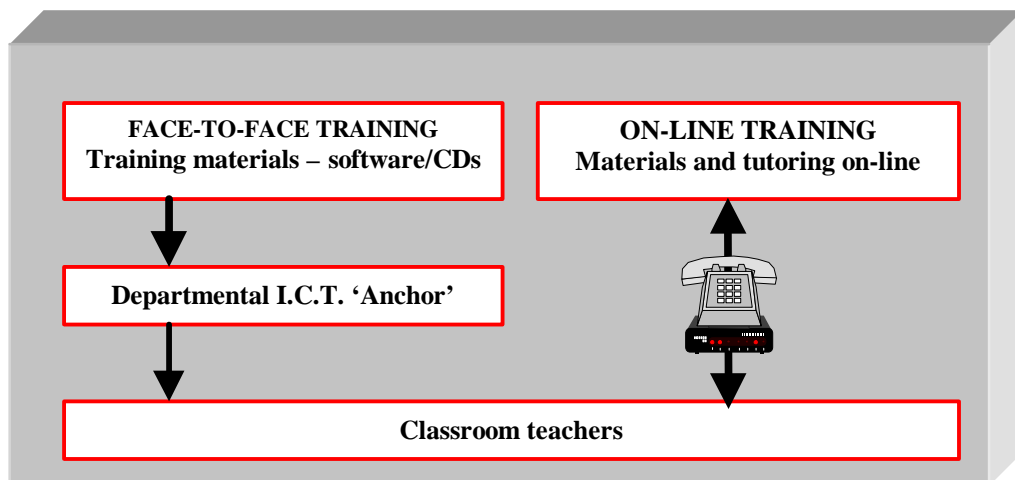 FACE-TO-FACE TRAINING
Training materials – software/CDs
ON-LINE TRAINING
Materials and tutoring on-line
Departmental I.C.T. ‘Anchor’
Classroom teachers